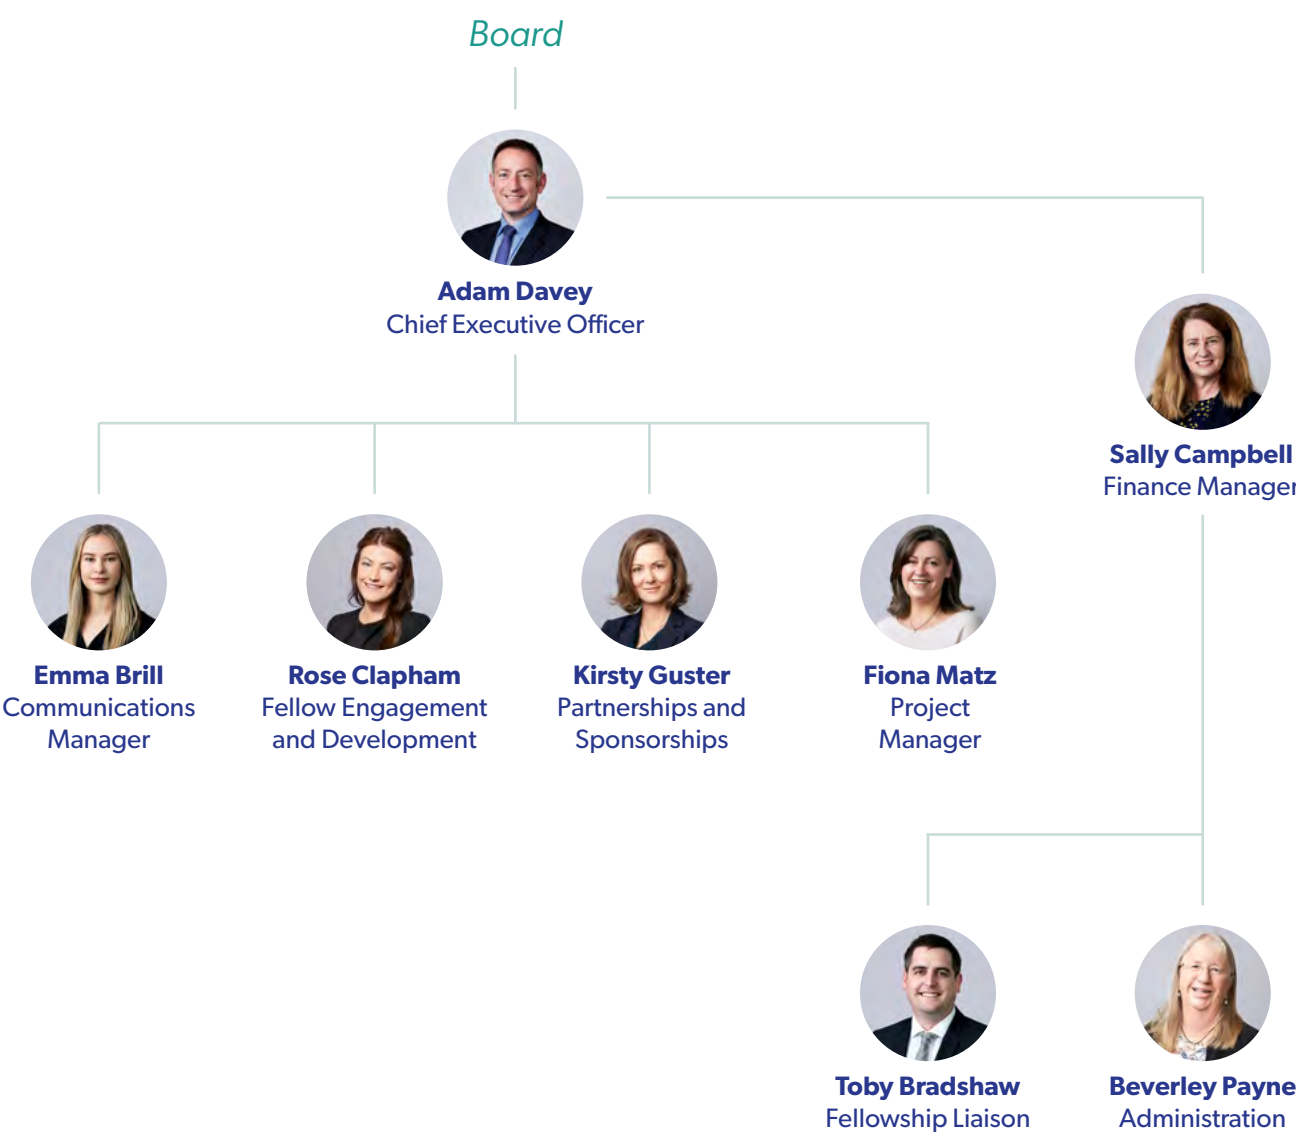 Board
Adam Davey
Chief Executive Officer
Sally Campbell
Finance Manager
Emma Brill
Communications
Manager
Rose Clapham
Fellow Engagement
and Development
Kirsty Guster
Partnerships and
Sponsorships
Fiona Matz
Project
Manager
Toby Bradshaw
Fellowship Liaison
Beverley Payne
Administration